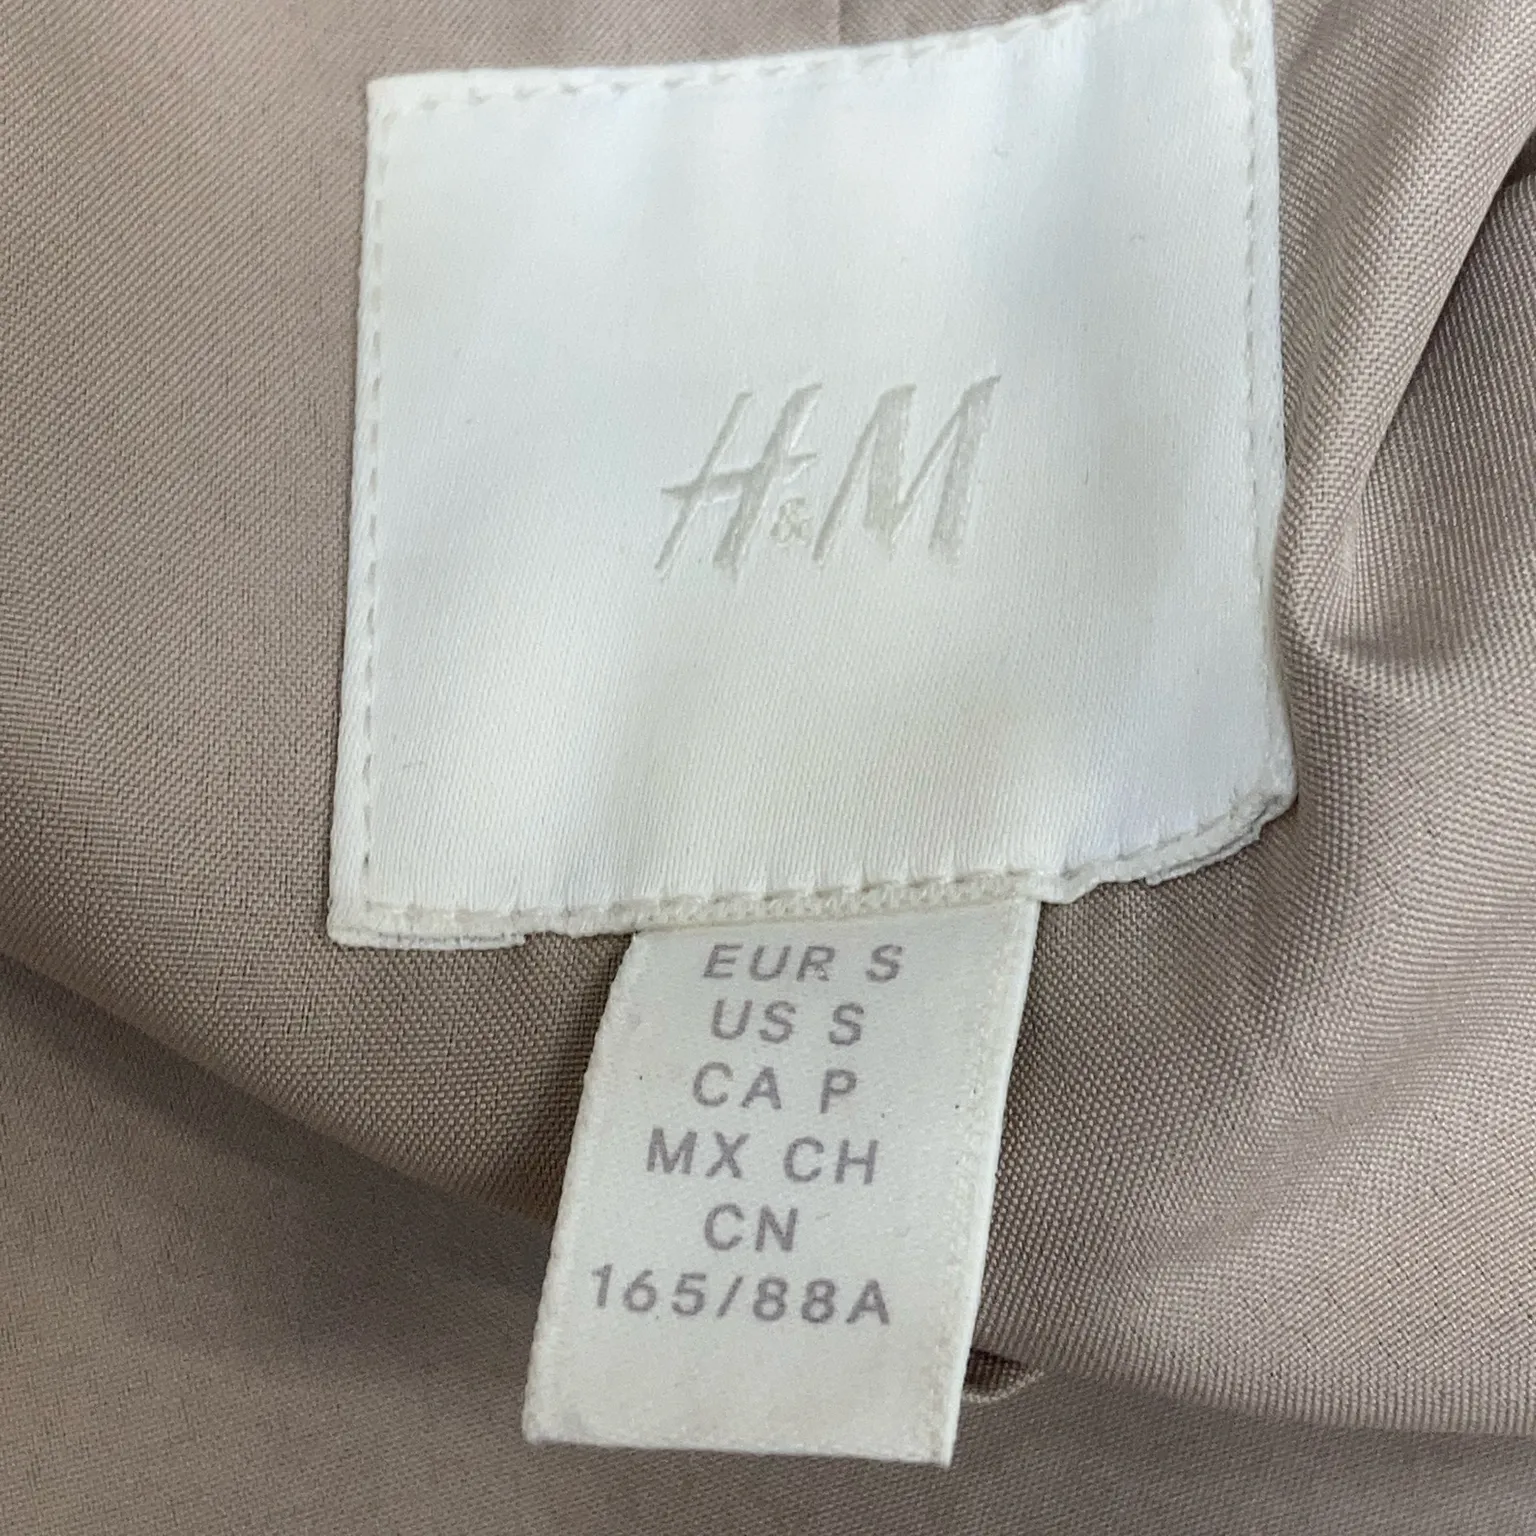 H&M
EUR S
US S
CA P
MX CH
CN
165/88A